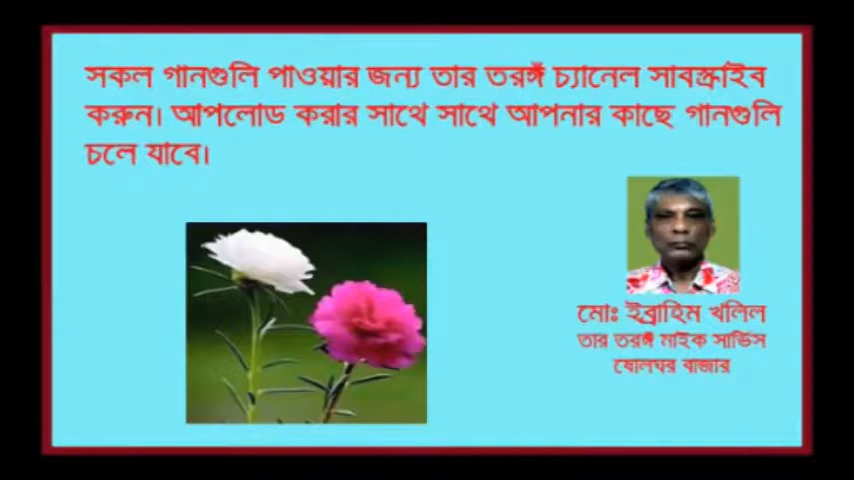 সকল গানগুলি পাওয়ার জন্য তার তরঙ্গঁ চ্যানেল সাবস্ক্রাইব
করুন। আপলোড করার সাথে সাথে আপনার কাছে গানগুলি
চলে যাবে।
মোঃ ইব্রাহিম খলিল
তার তরঙ্গঁ মাইক সার্ভিস
ষোলঘর বাজার